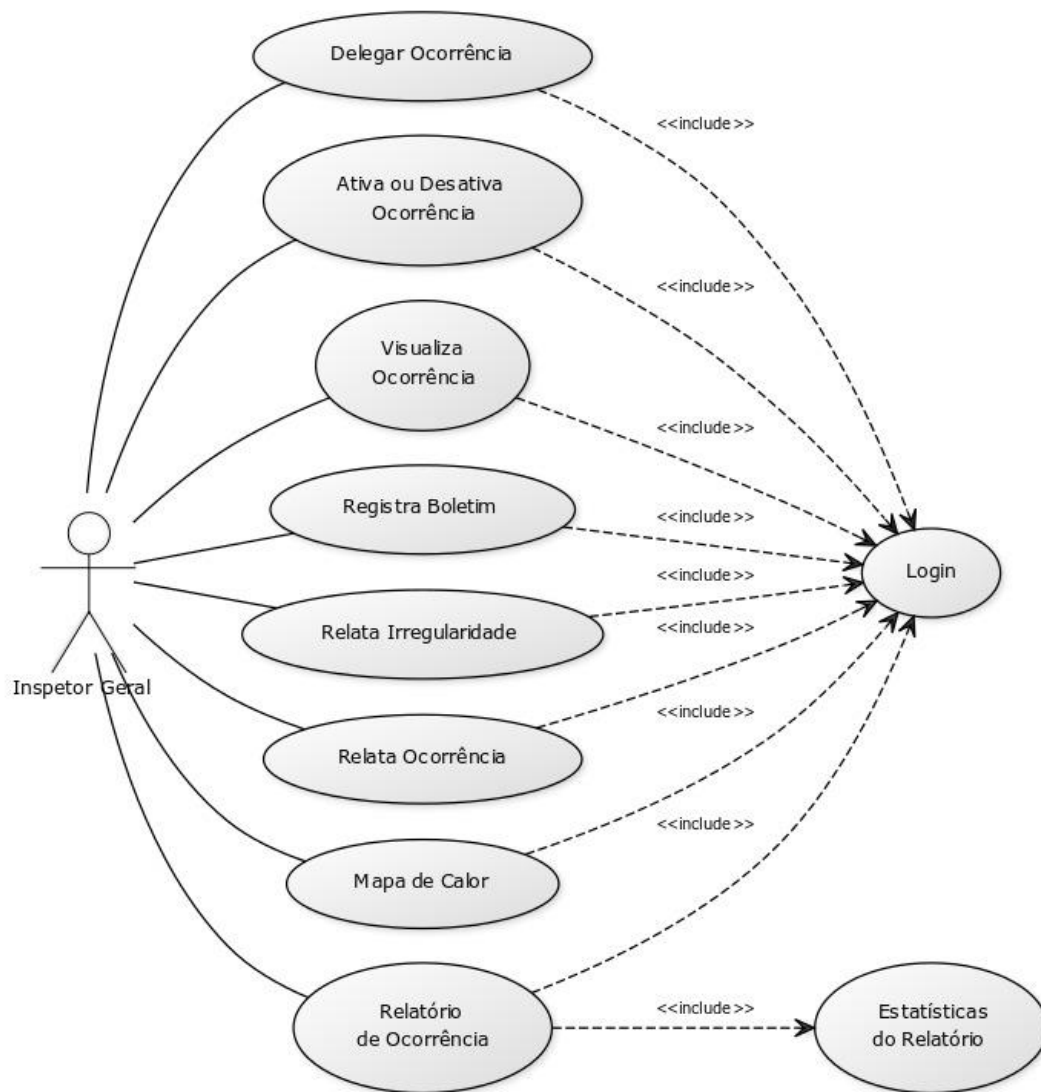 Delegar Ocorrência
<<include>>
Ativa ou Desativa
Ocorrência
<<include>>
Visualiza
Ocorrência
<<include>>
Registra Boletim
<<include>>
Login
<<include>>
Relata Irregularidade
<<include>>
Inspetor Geral
Relata Ocorrência
<<include>>
Mapa de Calor
<<include>>
Relatório
de Ocorrência
<<include>>
Estatísticas
do Relatório